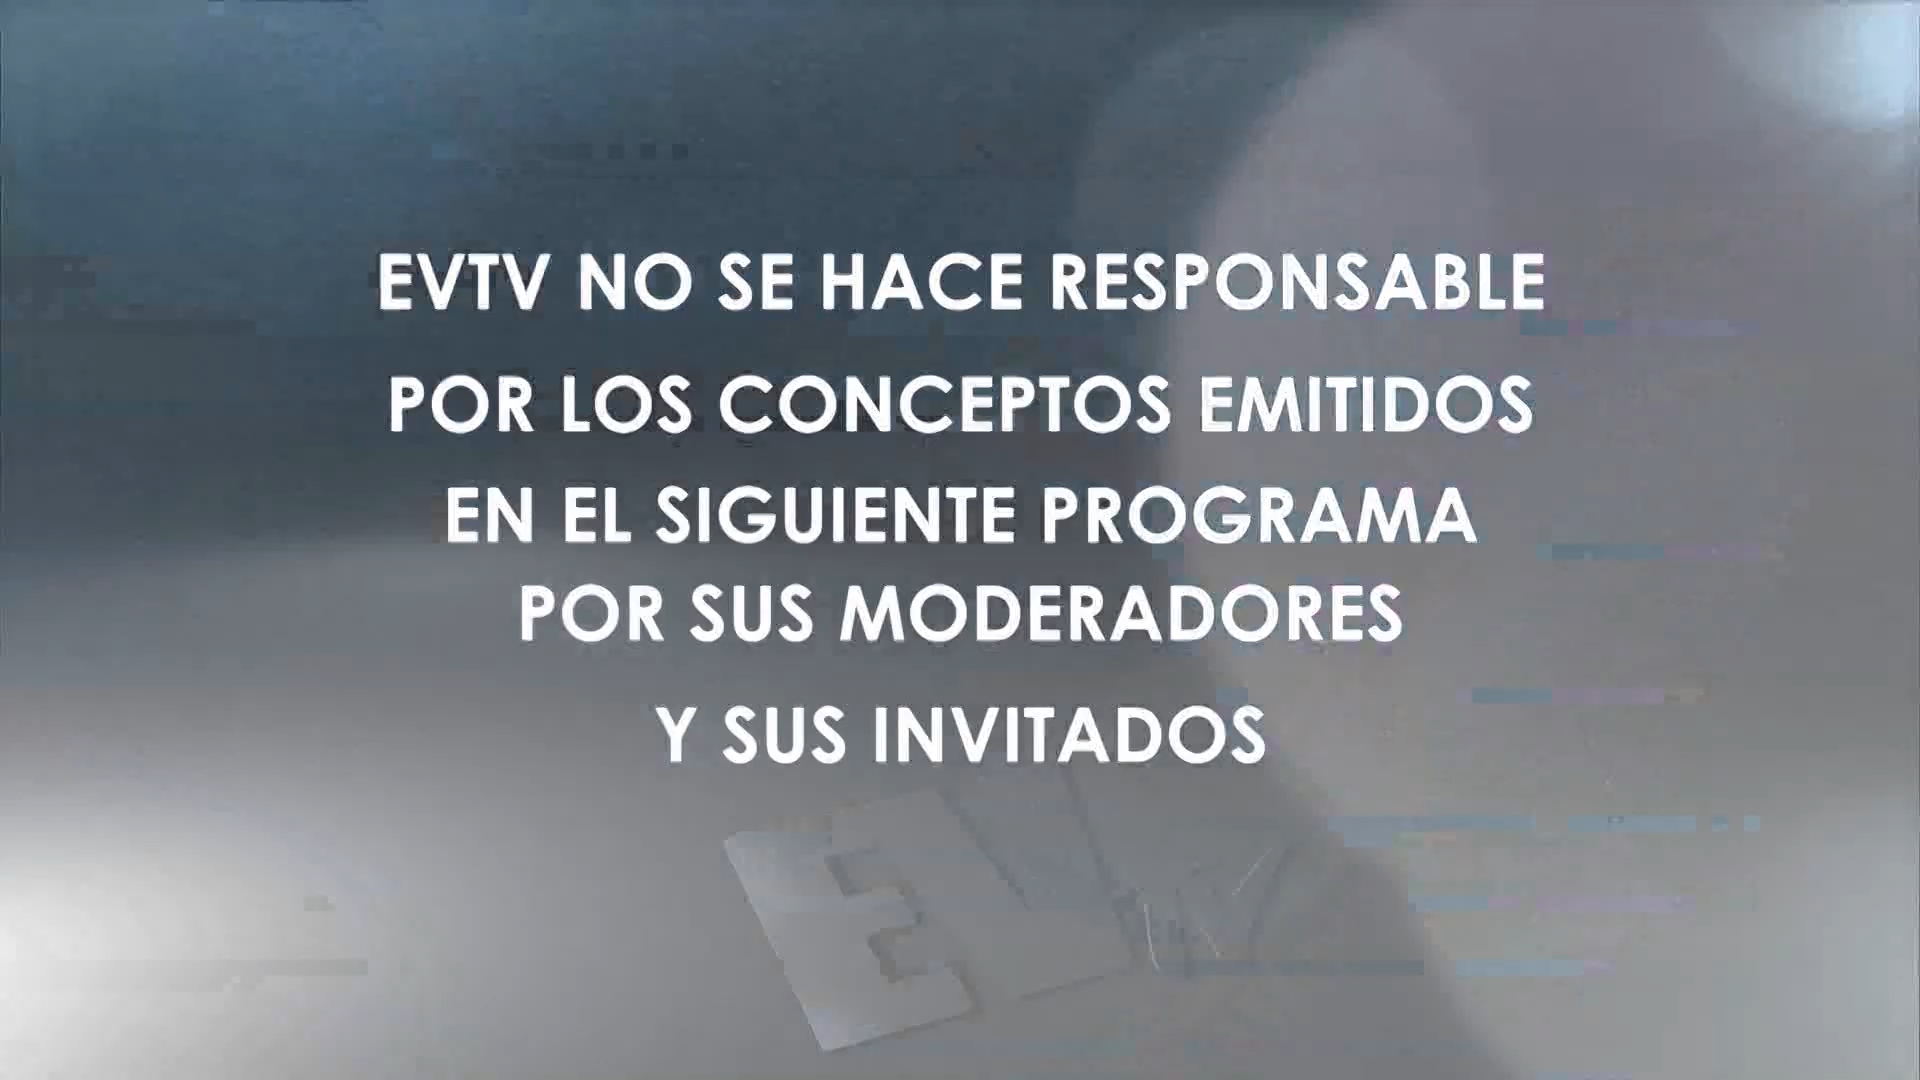 EVTV NO SE HACE RESPONSABLE
POR LOS CONCEPTOS EMITIDOS
EN EL SIGUIENTE PROGRAMA
POR SUS MODERADORES
Y SUS INVITADOS